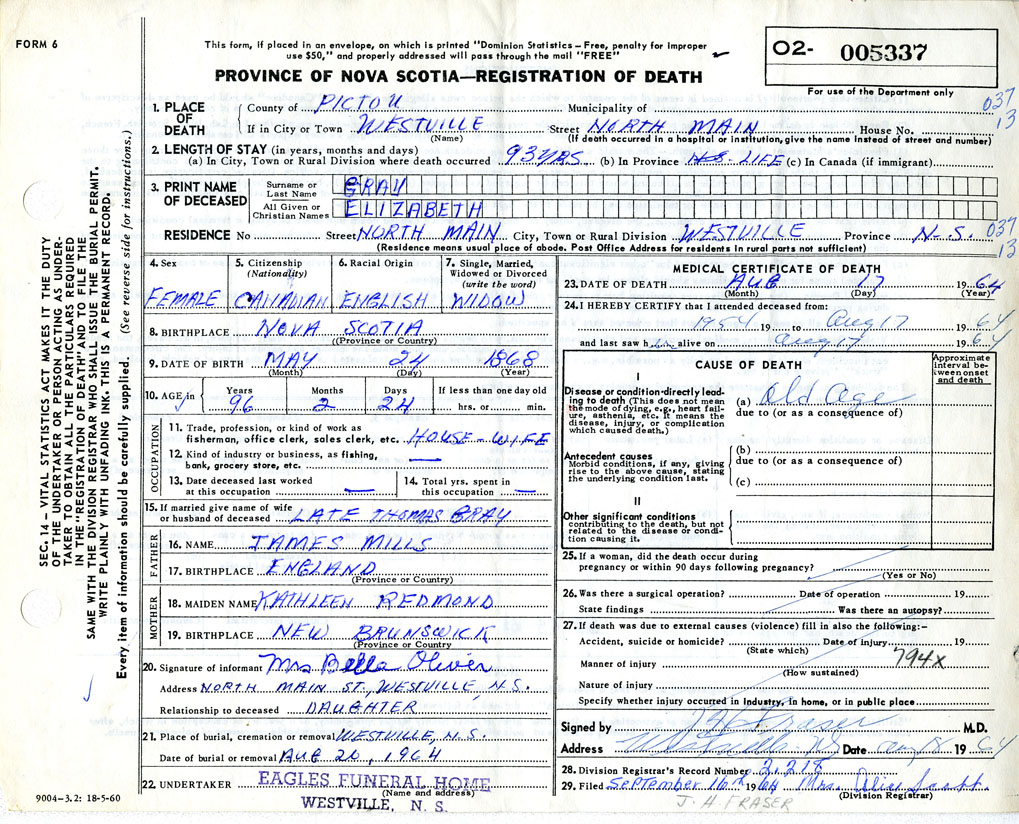 FORM 6
This form, if placed in an envelope, on which is printed "Dominion Statistics – Free, penalty for improper
use $50," and properly addressed will pass through the mail "FREE"
PROVINCE OF NOVA SCOTIA—REGISTRATION OF DEATH
02- 005337
For use of the Department only
037
13
1. PLACE OF DEATH
County of PICTOU Municipality of
If in City or Town WESTVILLE Street NORTH MAIN House No.
(Name) (If death occurred in a hospital or institution, give the name instead of street and number)
2. LENGTH OF STAY (in years, months and days)
(a) In City, Town or Rural Division where death occurred 93 YRS (b) In Province N.S. LIFE (c) In Canada (if immigrant)
3. PRINT NAME OF DECEASED
Surname or Last Name GRAY
All Given or Christian Names ELIZABETH
RESIDENCE No Street NORTH MAIN City, Town or Rural Division WESTVILLE Province N.S. 037
13
(Residence means usual place of abode. Post Office Address for residents in rural parts not sufficient)
4. Sex 5. Citizenship (Nationality) 6. Racial Origin 7. Single, Married, Widowed or Divorced (write the word)
FEMALE CANADIAN ENGLISH WIDOW
8. BIRTHPLACE NOVA SCOTIA
(Province or Country)
9. DATE OF BIRTH MAY 24 1868
(Month) (Day) (Year)
10. AGE in Years Months Days If less than one day old
96 2 24 hrs. or min.
OCCUPATION
11. Trade, profession, or kind of work as
fisherman, office clerk, sales clerk, etc. HOUSE-WIFE
12. Kind of industry or business, as fishing,
bank, grocery store, etc. —
13. Date deceased last worked
at this occupation —
14. Total yrs. spent in
this occupation —
15. If married give name of wife
or husband of deceased LATE THOMAS GRAY
FATHER
16. NAME JAMES MILLS
17. BIRTHPLACE ENGLAND
(Province or Country)
MOTHER
18. MAIDEN NAME KATHLEEN REDMOND
19. BIRTHPLACE NEW BRUNSWICK
(Province or Country
20. Signature of informant Mrs Bella Oliver
Address NORTH MAIN ST., WESTVILLE, N.S.
Relationship to deceased DAUGHTER
21. Place of burial, cremation or removal WESTVILLE, N.S.
Date of burial or removal AUG 20, 1964
22. UNDERTAKER EAGLES FUNERAL HOME
(Name and address)
WESTVILLE, N. S.
9004-3.2: 18-5-60
MEDICAL CERTIFICATE OF DEATH
23. DATE OF DEATH AUG 17 1964
(Month) (Day) (Year)
24. I HEREBY CERTIFY that I attended deceased from:
1954 19 to Aug 17 1964
and last saw her alive on Aug 17 1964
CAUSE OF DEATH
Approximate interval between onset and death
I
Disease or condition directly leading to death (This does not mean
the mode of dying, e.g., heart failure, asthenia, etc. It means the
disease, injury, or complication
which caused death.)
(a) Old Age
due to (or as a consequence of)
Antecedent causes
Morbid conditions, if any, giving
rise to the above cause, stating
the underlying condition last.
(b)
due to (or as a consequence of)
(c)
II
Other significant conditions
contributing to the death, but not
related to the disease or condition causing it.
25. If a woman, did the death occur during
pregnancy or within 90 days following pregnancy?
(Yes or No)
26. Was there a surgical operation? Date of operation 19
State findings Was there an autopsy?
27. If death was due to external causes (violence) fill in also the following:–
Accident, suicide or homicide? Date of injury 19
(State which)
794x
Manner of injury
(How sustained)
Nature of injury
Specify whether injury occurred in industry, in home, or in public place
Signed by J H Fraser M.D.
Address Westville NS Date Aug 18 1964
28. Division Registrar's Record Number 2,218
29. Filed September 16th 1964 Mrs. Alice Scott.
(Division Registrar)
J. H. FRASER
SEC. 14 – VITAL STATISTICS ACT MAKES IT THE DUTY
OF THE UNDERTAKER OR PERSON ACTING AS UNDER-
TAKER TO OBTAIN ALL THE PARTICULARS REQUIRED
IN THE "REGISTRATION OF DEATH" AND TO FILE THE
SAME WITH THE DIVISION REGISTRAR WHO SHALL ISSUE THE BURIAL PERMIT.
WRITE PLAINLY WITH UNFADING INK. THIS IS A PERMANENT RECORD.
Every item of information should be carefully supplied. (See reverse side for instructions.)